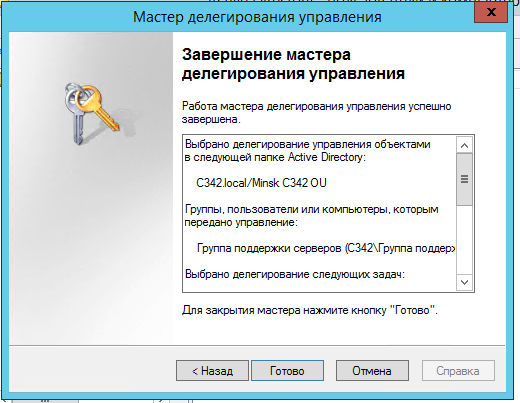 Мастер делегирования управления
x
Завершение мастера
делегирования управления
Работа мастера делегирования управления успешно
завершена.
Выбрано делегирование управления объектами
в следующей папке Active Directory:
C342.local/Minsk C342 OU
Группы, пользователи или компьютеры, которым
передано управление:
Группа поддержки серверов (C342\Группа поддерж
Выбрано делегирование следующих задач:
Для закрытия мастера нажмите кнопку "Готово".
< Назад
Готово
Отмена
Справка